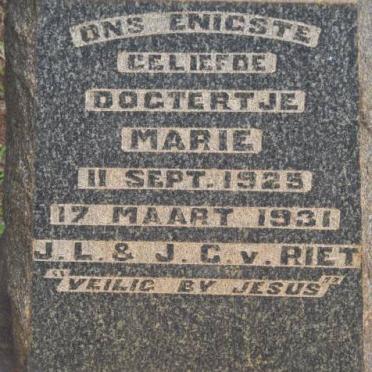 ONS ENIGSTE
GELIEFDE
DOGTERTJE
MARIE
11 SEPT. 1925
17 MAART 1931
J. L. & J. C. v. RIET
"VEILIG BY JESUS"